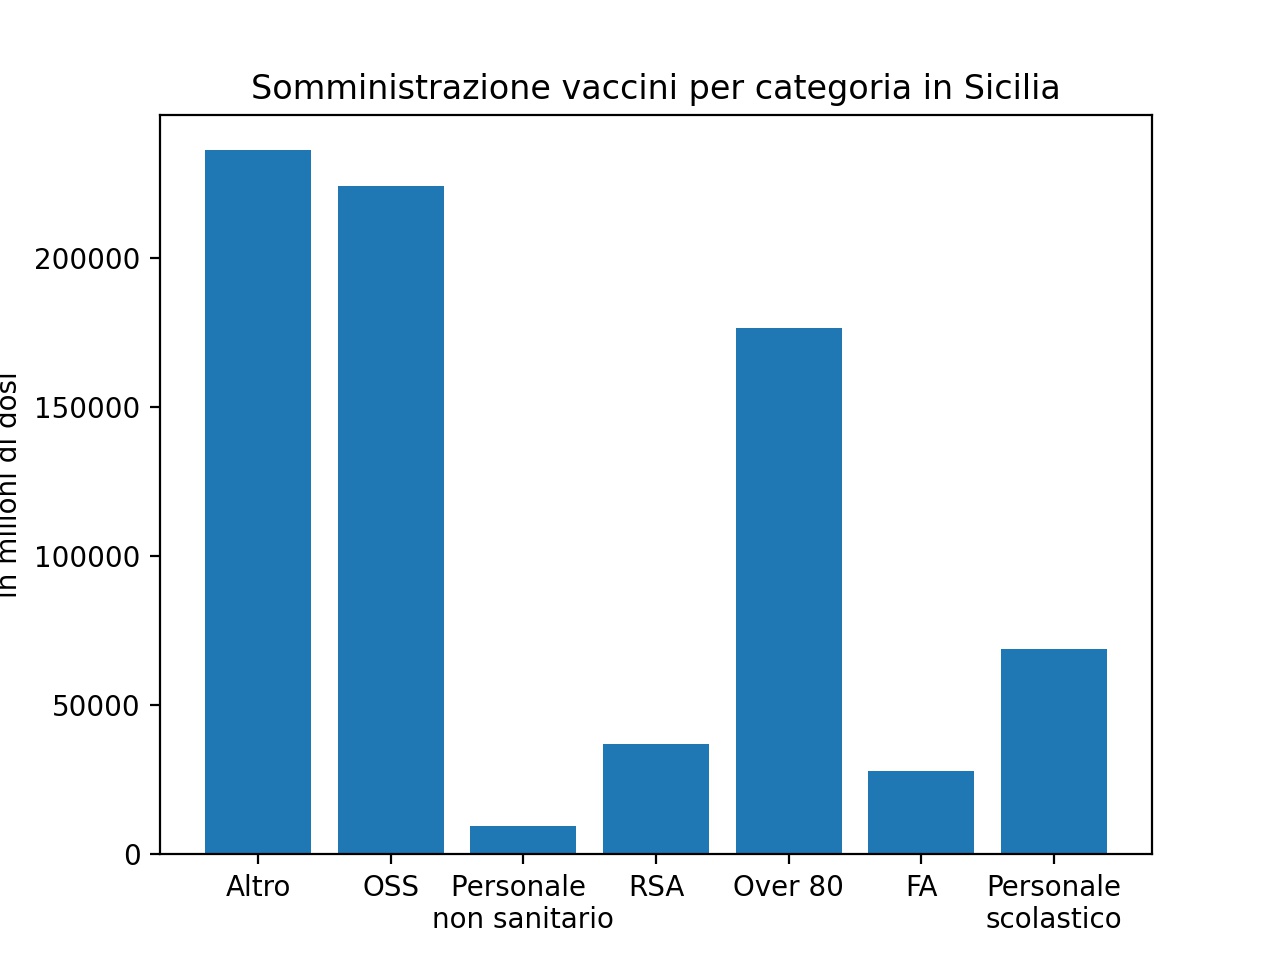 Somministrazione vaccini per categoria in Sicilia
In milioni di dosi
200000
150000
100000
50000
0
Altro
OSS
Personale
non sanitario
RSA
Over 80
FA
Personale
scolastico